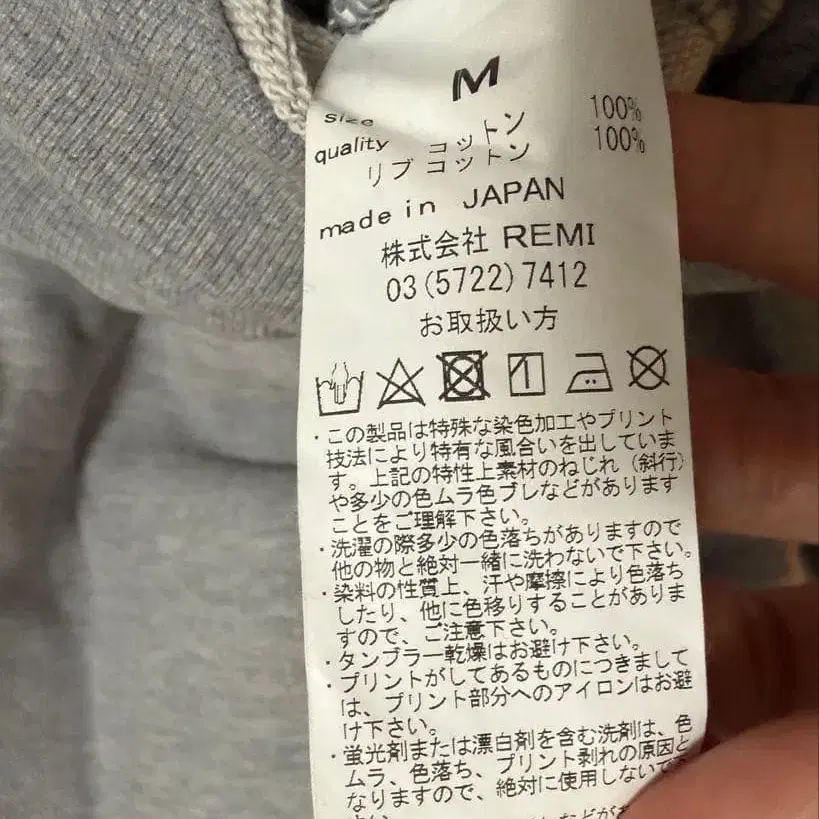 M
size
quality コットン 100%
リブ コットン 100%
made in JAPAN
株式会社 REMI
03(5722)7412
お取扱い方
・この製品は特殊な染色加工やプリント
技法により特有な風合いを出していま
す。上記の特性上素材のねじれ（斜行）
や多少の色ムラ色ブレなどがあります
ことをご理解下さい。
・洗濯の際多少の色落ちがありますので
他の物と絶対一緒に洗わないで下さい。
・染料の性質上、汗や摩擦により色落ち
したり、他に色移りすることがありま
すので、ご注意下さい。
・タンブラー乾燥はお避け下さい。
・プリントがしてあるものにつきまして
は、プリント部分へのアイロンはお避
け下さい。
・蛍光剤または漂白剤を含む洗剤は、色
ムラ、色落ち、プリント剥れの原因と
なりますので、絶対に使用しないで